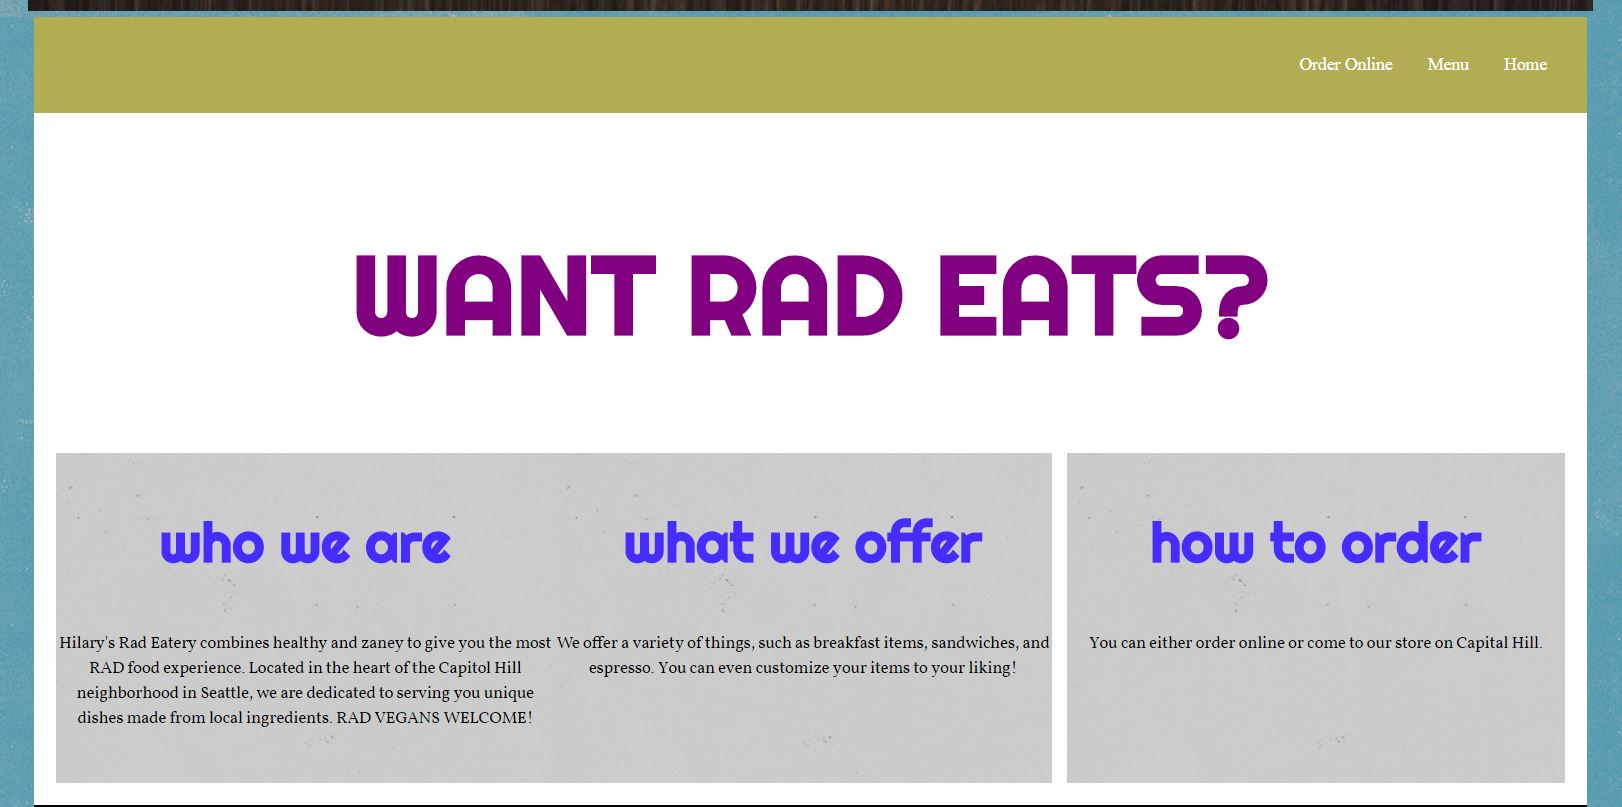 Order Online Menu Home
WANT RAD EATS?
who we are
Hilary's Rad Eatery combines healthy and zaney to give you the most
RAD food experience. Located in the heart of the Capitol Hill
neighborhood in Seattle, we are dedicated to serving you unique
dishes made from local ingredients. RAD VEGANS WELCOME!
what we offer
We offer a variety of things, such as breakfast items, sandwiches, and
espresso. You can even customize your items to your liking!
how to order
You can either order online or come to our store on Capital Hill.